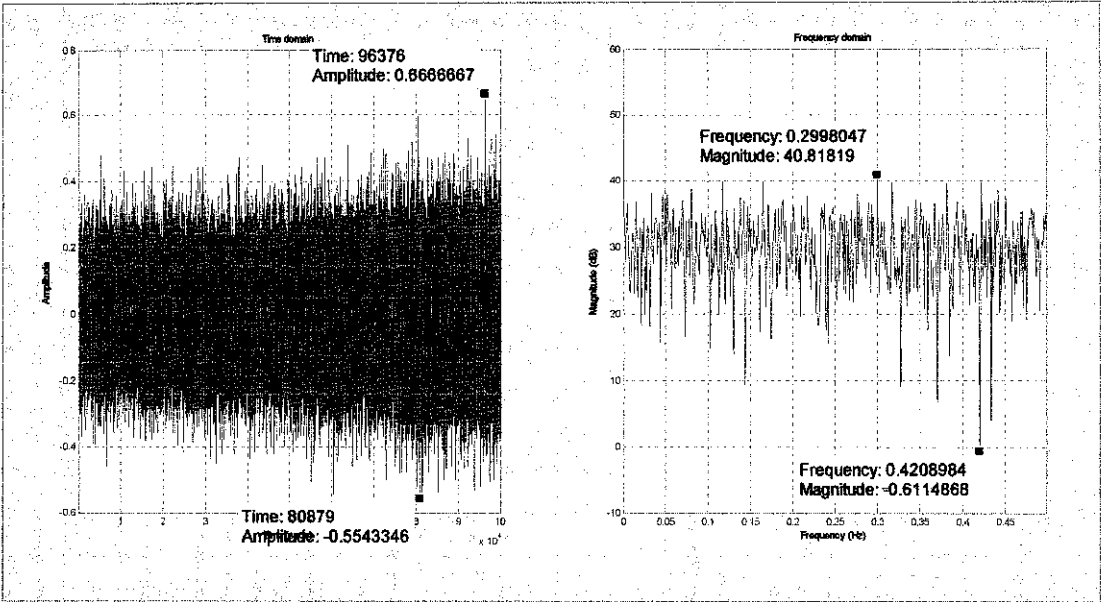 Time domain
Time: 96376
Amplitude: 0.6666667
0.8
0.6
0.4
0.2
0
-0.2
-0.4
-0.6
Amplitude
1
2
3
8
9
10
x 10^4
Time: 80879
Amplitude: -0.5543346
Frequency domain
60
50
40
30
20
10
0
-10
Magnitude (dB)
Frequency: 0.2998047
Magnitude: 40.81819
Frequency: 0.4208984
Magnitude: -0.6114868
0
0.05
0.1
0.15
0.2
0.25
0.3
0.35
0.4
0.45
Frequency (Hz)